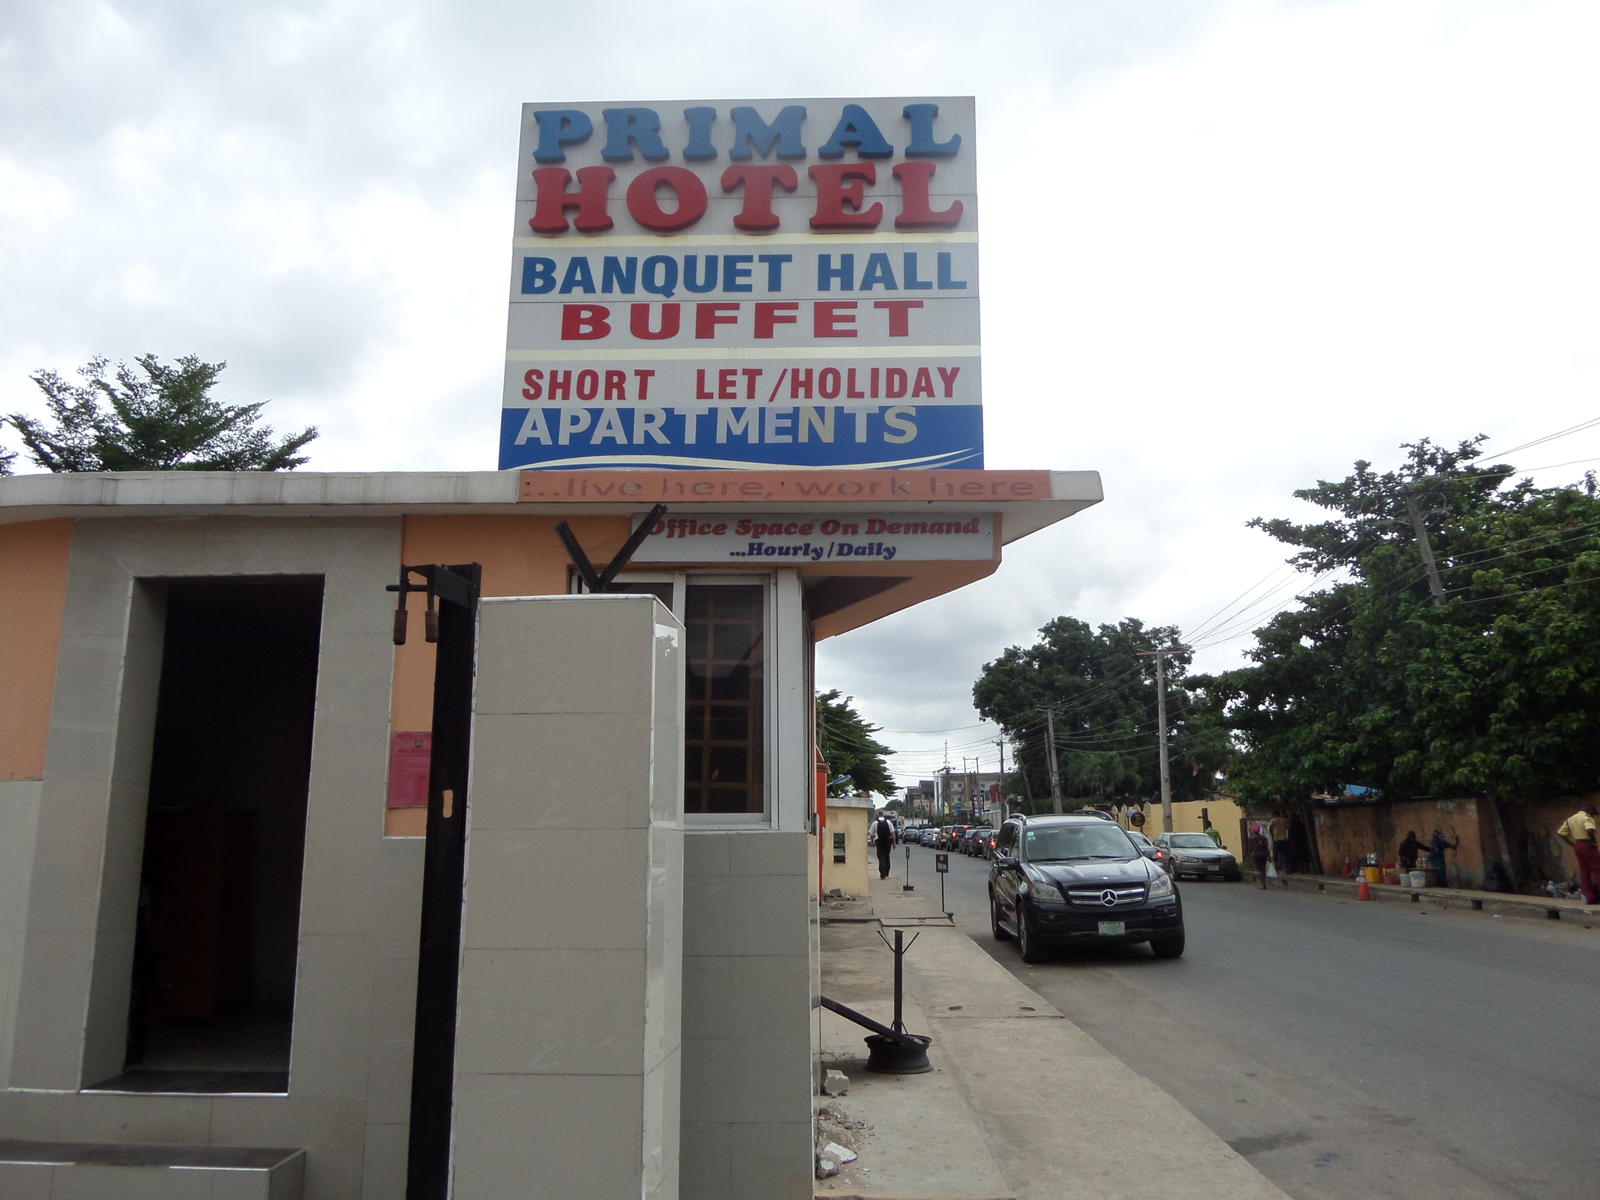 PRIMAL
HOTEL
BANQUET HALL
BUFFET
SHORT LET/HOLIDAY
APARTMENTS
...live here, work here
Office Space On Demand
...Hourly/Daily